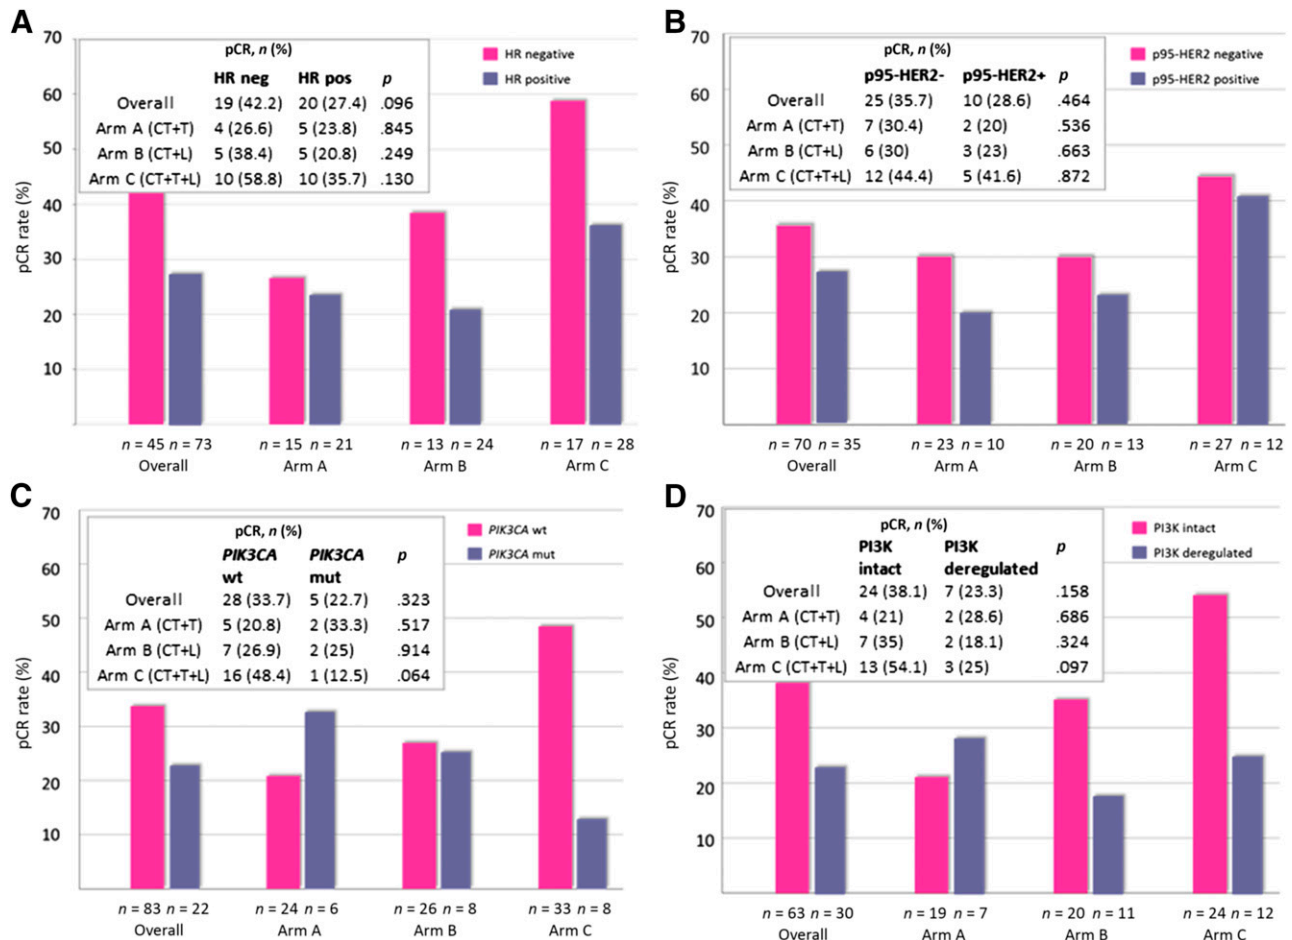 A
70
60
50
40
30
20
10
pCR rate (%)
pCR, n (%)
HR neg HR pos p
Overall 19 (42.2) 20 (27.4) .096
Arm A (CT+T) 4 (26.6) 5 (23.8) .845
Arm B (CT+L) 5 (38.4) 5 (20.8) .249
Arm C (CT+T+L) 10 (58.8) 10 (35.7) .130
HR negative
HR positive
n = 45 n = 73 n = 15 n = 21 n = 13 n = 24 n = 17 n = 28
Overall Arm A Arm B Arm C
B
70
60
50
40
30
20
10
pCR rate (%)
pCR, n (%)
p95-HER2- p95-HER2+ p
Overall 25 (35.7) 10 (28.6) .464
Arm A (CT+T) 7 (30.4) 2 (20) .536
Arm B (CT+L) 6 (30) 3 (23) .663
Arm C (CT+T+L) 12 (44.4) 5 (41.6) .872
p95-HER2 negative
p95-HER2 positive
n = 70 n = 35 n = 23 n = 10 n = 20 n = 13 n = 27 n = 12
Overall Arm A Arm B Arm C
C
70
60
50
40
30
20
10
pCR rate (%)
pCR, n (%)
PIK3CA PIK3CA p
wt mut
Overall 28 (33.7) 5 (22.7) .323
Arm A (CT+T) 5 (20.8) 2 (33.3) .517
Arm B (CT+L) 7 (26.9) 2 (25) .914
Arm C (CT+T+L) 16 (48.4) 1 (12.5) .064
PIK3CA wt
PIK3CA mut
n = 83 n = 22 n = 24 n = 6 n = 26 n = 8 n = 33 n = 8
Overall Arm A Arm B Arm C
D
70
60
50
40
30
20
10
pCR rate (%)
pCR, n (%)
PI3K PI3K p
intact deregulated
Overall 24 (38.1) 7 (23.3) .158
Arm A (CT+T) 4 (21) 2 (28.6) .686
Arm B (CT+L) 7 (35) 2 (18.1) .324
Arm C (CT+T+L) 13 (54.1) 3 (25) .097
PI3K intact
PI3K deregulated
n = 63 n = 30 n = 19 n = 7 n = 20 n = 11 n = 24 n = 12
Overall Arm A Arm B Arm C